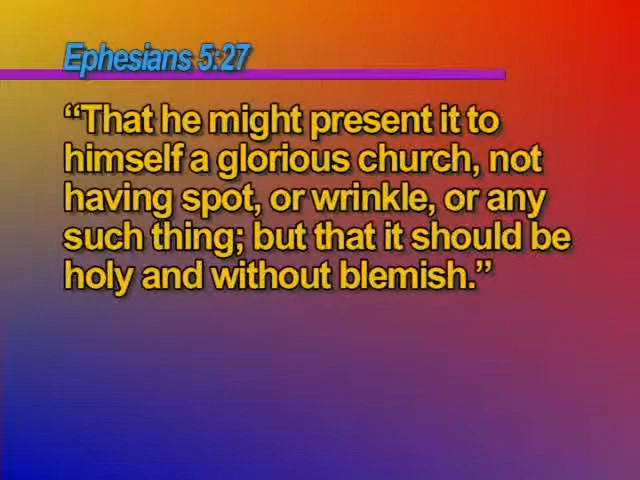 Ephesians 5:27
“That he might present it to
himself a glorious church, not
having spot, or wrinkle, or any
such thing; but that it should be
holy and without blemish.”